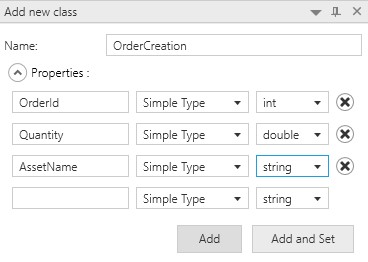 Add new class
Name: OrderCreation
Properties :
OrderId Simple Type int
Quantity Simple Type double
AssetName Simple Type string
Simple Type string
Add Add and Set